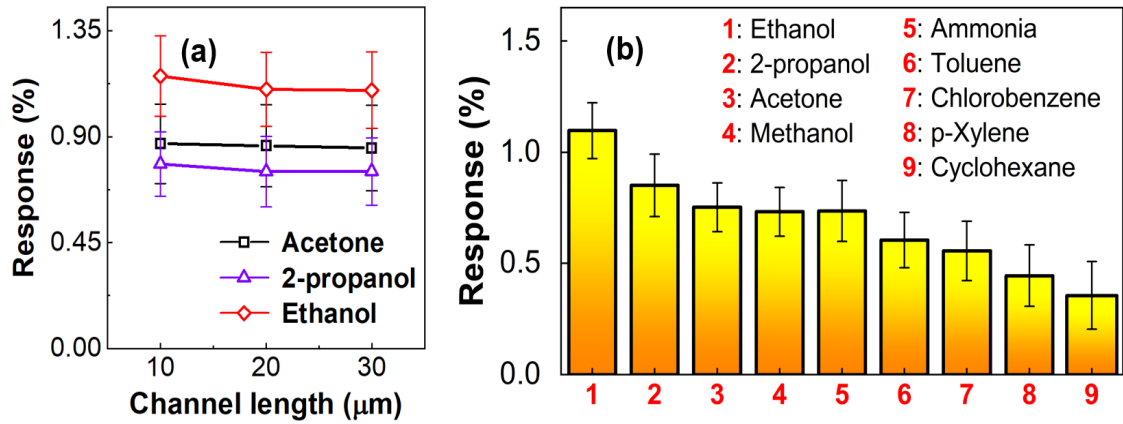 (a)
Response (%)
1.35
0.90
0.45
0.00
Acetone
2-propanol
Ethanol
10
20
30
Channel length (μm)
(b)
Response (%)
1.5
1.0
0.5
0.0
1: Ethanol
2: 2-propanol
3: Acetone
4: Methanol
5: Ammonia
6: Toluene
7: Chlorobenzene
8: p-Xylene
9: Cyclohexane
1 2 3 4 5 6 7 8 9